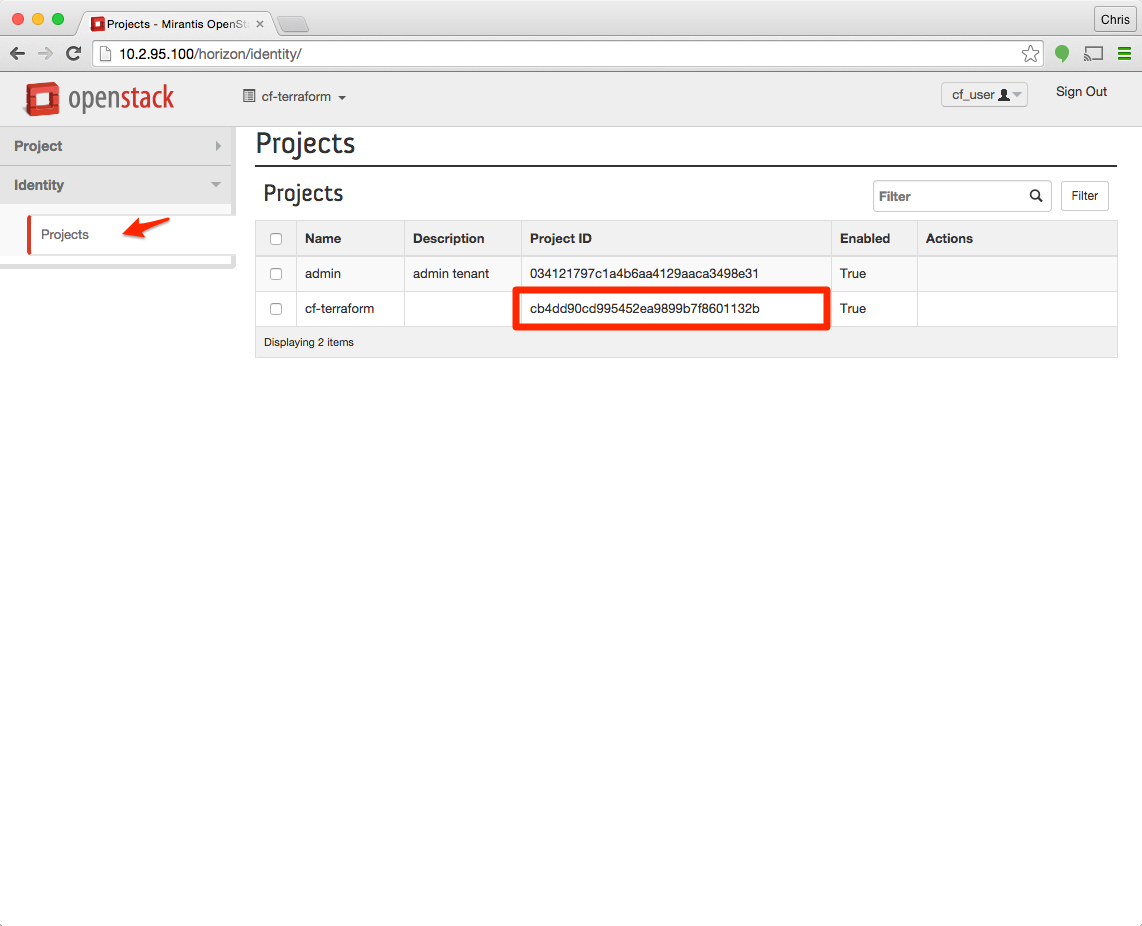 Projects - Mirantis OpenSta
Chris
10.2.95.100/horizon/identity/
openstack
cf-terraform
cf_user
Sign Out
Project
Identity
Projects
Projects
Projects
Filter
Filter
Name Description Project ID Enabled Actions
admin admin tenant 034121797c1a4b6aa4129aaca3498e31 True
cf-terraform cb4dd90cd995452ea9899b7f8601132b True
Displaying 2 items